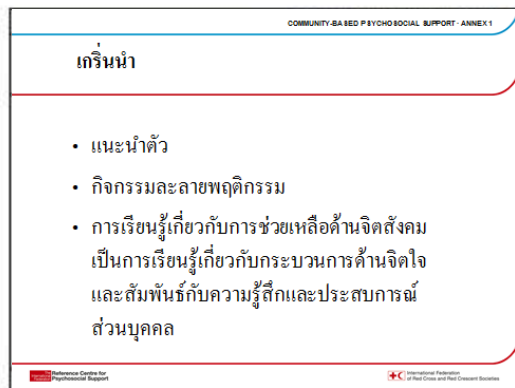 COMMUNITY-BASED PSYCHOSOCIAL SUPPORT · ANNEX 1
เกริ่นนำ
• แนะนำตัว
• กิจกรรมละลายพฤติกรรม
• การเรียนรู้เกี่ยวกับการช่วยเหลือด้านจิตสังคม
เป็นการเรียนรู้เกี่ยวกับกระบวนการด้านจิตใจ
และสัมพันธ์กับความรู้สึกและประสบการณ์
ส่วนบุคคล
Reference Centre for
Psychosocial Support
International Federation
of Red Cross and Red Crescent Societies